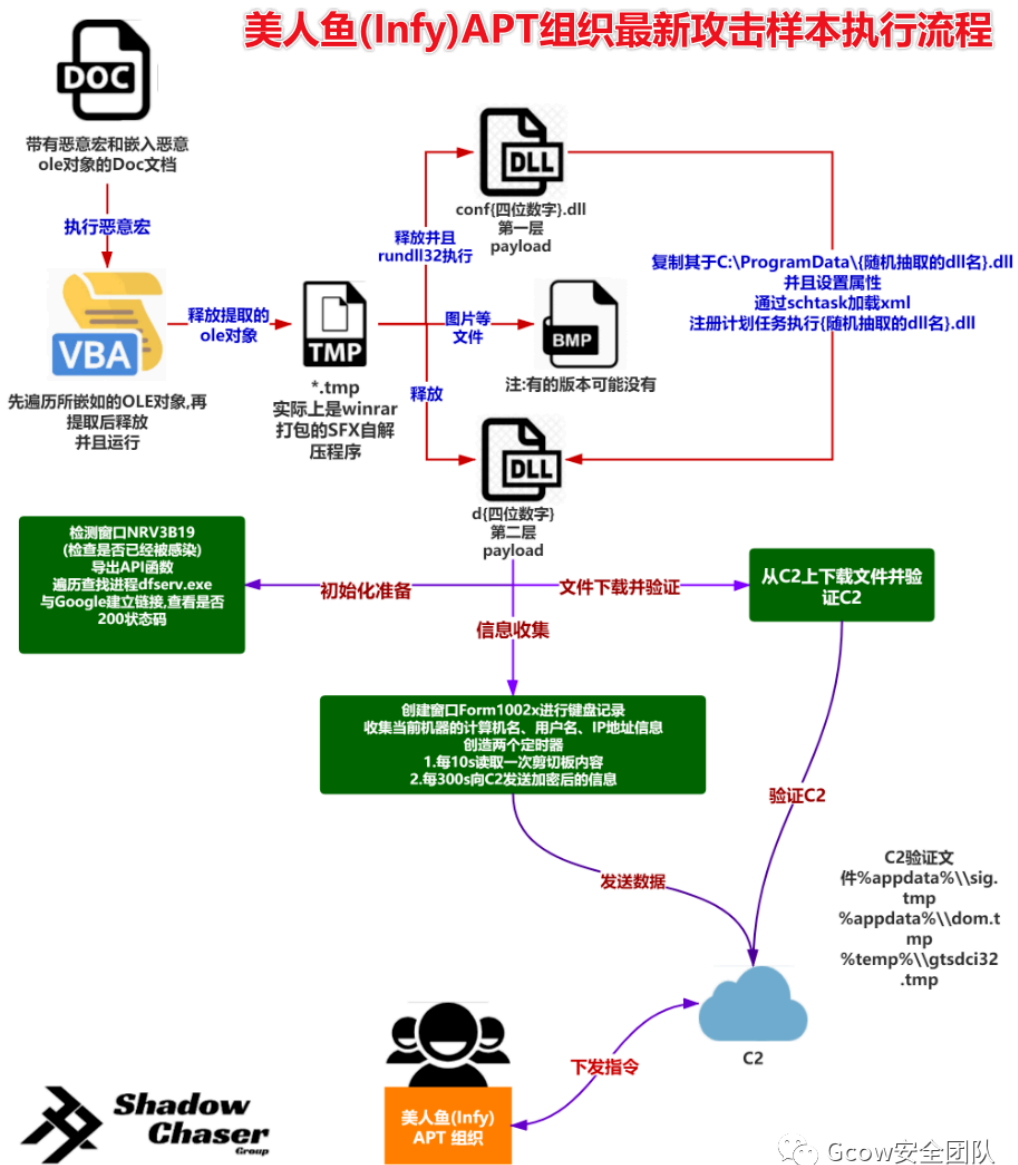 美人鱼(Infy)APT组织最新攻击样本执行流程
DOC
带有恶意宏和嵌入恶意
ole对象的Doc文档
执行恶意宏
VBA
先遍历所嵌如的OLE对象,再
提取后释放
并且运行
释放提取的
ole对象
TMP
*.tmp
实际上是winrar
打包的SFX自解
压程序
释放并且
rundll32执行
DLL
conf{四位数字}.dll
第一层
payload
图片等
文件
BMP
注:有的版本可能没有
释放
复制其于C:\ProgramData\{随机抽取的dll名}.dll
并且设置属性
通过schtask加载xml
注册计划任务执行{随机抽取的dll名}.dll
DLL
d{四位数字}
第二层
payload
检测窗口NRV3B19
(检查是否已经被感染)
导出API函数
遍历查找进程dfserv.exe
与Google建立链接,查看是否
200状态码
初始化准备
文件下载并验证
从C2上下载文件并验
证C2
信息收集
创建窗口Form1002x进行键盘记录
收集当前机器的计算机名、用户名、IP地址信息
创造两个定时器
1.每10s读取一次剪切板内容
2.每300s向C2发送加密后的信息
验证C2
发送数据
C2验证文
件%appdata%\\sig.
tmp
%appdata%\\dom.t
mp
%temp%\\gtsdci32
.tmp
C2
下发指令
美人鱼(Infy)
APT 组织
Shadow
Chaser
Group
Gcow安全团队